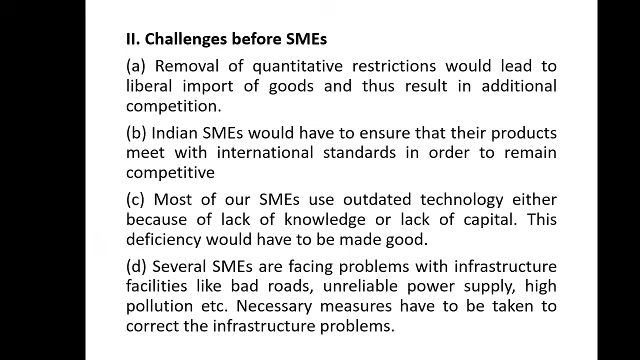 II. Challenges before SMEs
(a) Removal of quantitative restrictions would lead to
liberal import of goods and thus result in additional
competition.
(b) Indian SMEs would have to ensure that their products
meet with international standards in order to remain
competitive
(c) Most of our SMEs use outdated technology either
because of lack of knowledge or lack of capital. This
deficiency would have to be made good.
(d) Several SMEs are facing problems with infrastructure
facilities like bad roads, unreliable power supply, high
pollution etc. Necessary measures have to be taken to
correct the infrastructure problems.